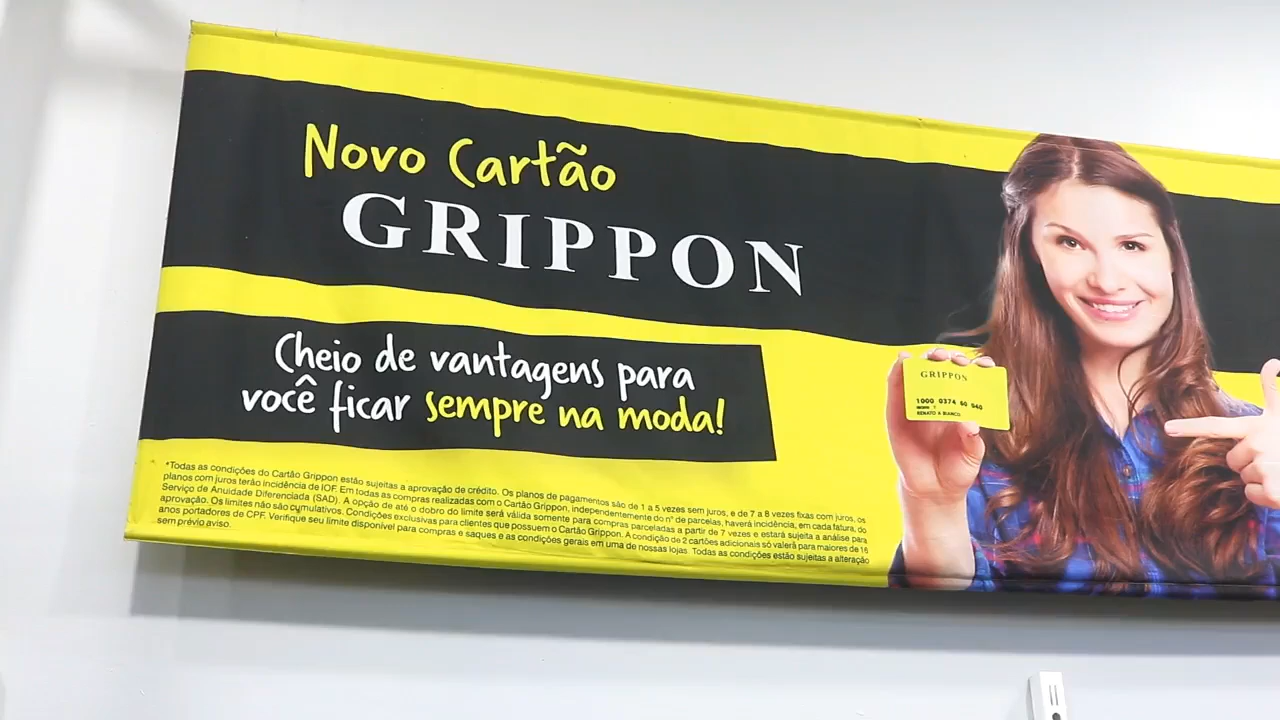 Novo Cartão
GRIPPON
Cheio de vantagens para
você ficar sempre na moda!
*Todas as condições do Cartão Grippon estão sujeitas a aprovação de crédito. Os planos de pagamentos são de 1 a 5 vezes sem juros, e de 7 a 8 vezes fixas com juros, os
planos com juros terão incidência de IOF. Em todas as compras realizadas com o Cartão Grippon, independentemente do nº de parcelas, haverá incidência, em cada fatura, do
Serviço de Anuidade Diferenciada (SAD). A opção de até o dobro do limite será válida somente para compras parceladas a partir de 7 vezes e estará sujeita a análise para
aprovação. Os limites não são cumulativos. Condições exclusivas para clientes que possuem o Cartão Grippon. A condição de 2 cartões adicionais só valerá para maiores de 16
anos portadores de CPF. Verifique seu limite disponível para compras e saques e as condições gerais em uma de nossas lojas. Todas as condições estão sujeitas a alteração
sem prévio aviso.
GRIPPON
1000 0374 60 040
RENATO A BIANCO